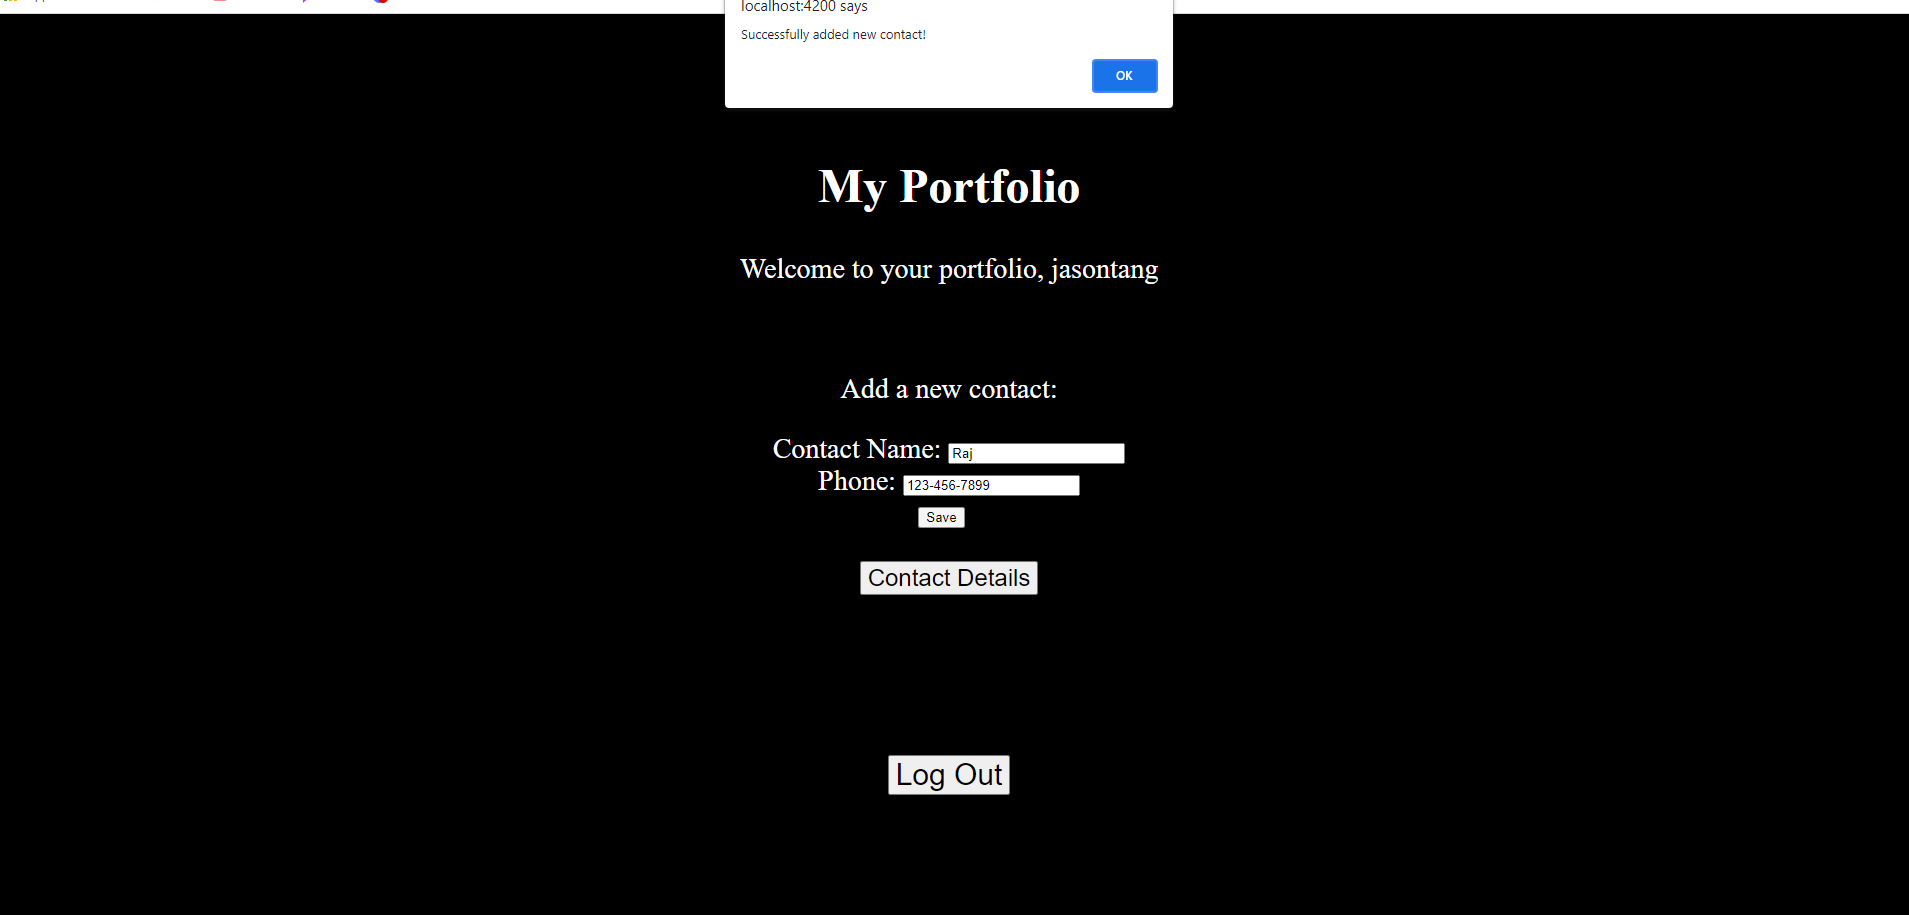 localhost:4200 says
Successfully added new contact!
OK
My Portfolio
Welcome to your portfolio, jasontang
Add a new contact:
Contact Name: Raj
Phone: 123-456-7899
Save
Contact Details
Log Out